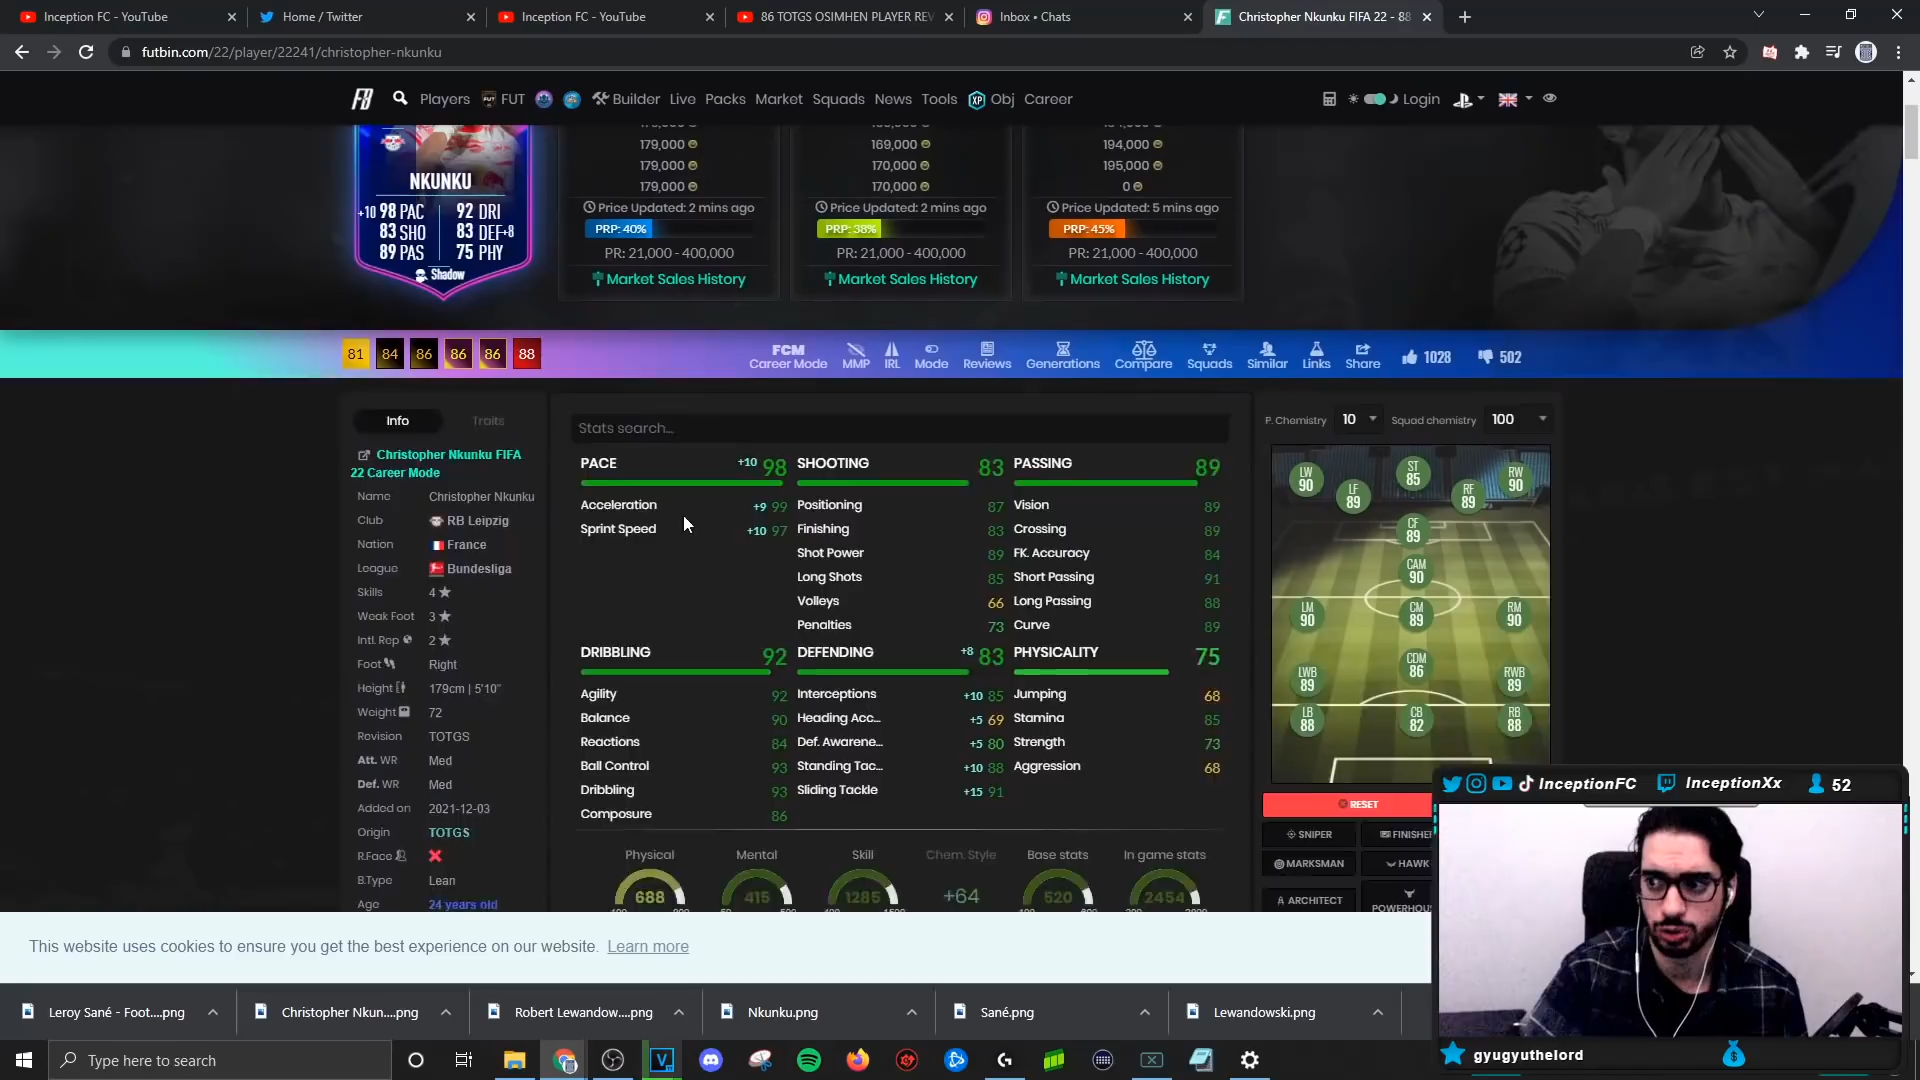 Inception FC - YouTube
Home / Twitter
Inception FC - YouTube
86 TOTGS OSIMHEN PLAYER REV
Inbox • Chats
Christopher Nkunku FIFA 22 - 88
futbin.com/22/player/22241/christopher-nkunku
Players FUT Builder Live Packs Market Squads News Tools XP Obj Career Login
NKUNKU
+10 98 PAC 92 DRI
83 SHO 83 DEF+8
89 PAS 75 PHY
Shadow
179,000
179,000
179,000
Price Updated: 2 mins ago
PRP: 40%
PR: 21,000 - 400,000
Market Sales History
169,000
170,000
170,000
Price Updated: 2 mins ago
PRP: 38%
PR: 21,000 - 400,000
Market Sales History
194,000
195,000
0
Price Updated: 5 mins ago
PRP: 45%
PR: 21,000 - 400,000
Market Sales History
81 84 86 86 86 88
FCM
Career Mode MMP IRL Mode Reviews Generations Compare Squads Similar Links Share 1028 502
Info Traits
Christopher Nkunku FIFA
22 Career Mode
Name Christopher Nkunku
Club RB Leipzig
Nation France
League Bundesliga
Skills 4
Weak Foot 3
Intl. Rep 2
Foot Right
Height 179cm | 5'10"
Weight 72
Revision TOTGS
Att. WR Med
Def. WR Med
Added on 2021-12-03
Origin TOTGS
R.Face
B.Type Lean
Age 24 years old
Stats search...
PACE +10 98
Acceleration +9 99
Sprint Speed +10 97
SHOOTING 83
Positioning 87
Finishing 83
Shot Power 89
Long Shots 85
Volleys 66
Penalties 73
PASSING 89
Vision 89
Crossing 89
FK. Accuracy 84
Short Passing 91
Long Passing 88
Curve 89
DRIBBLING 92
Agility 92
Balance 90
Reactions 84
Ball Control 93
Dribbling 93
Composure 86
DEFENDING +8 83
Interceptions +10 85
Heading Acc... +5 69
Def. Awarene... +5 80
Standing Tac... +10 88
Sliding Tackle +15 91
PHYSICALITY 75
Jumping 68
Stamina 85
Strength 73
Aggression 68
Physical Mental Skill Chem. Style Base stats In game stats
688 415 1285 +64 520 2454
P. Chemistry 10 Squad chemistry 100
LW 90
ST 85
RW 90
LF 89
RF 89
CF 89
CAM 90
LM 90
CM 89
RM 90
LWB 89
CDM 86
RWB 89
LB 88
CB 82
RB 88
RESET
SNIPER FINISHE
MARKSMAN HAWK
ARCHITECT POWERHOU
InceptionFC InceptionXx 52
gyugyuthelord
This website uses cookies to ensure you get the best experience on our website. Learn more
Leroy Sané - Foot....png
Christopher Nkun....png
Robert Lewandow....png
Nkunku.png
Sané.png
Lewandowski.png
Type here to search